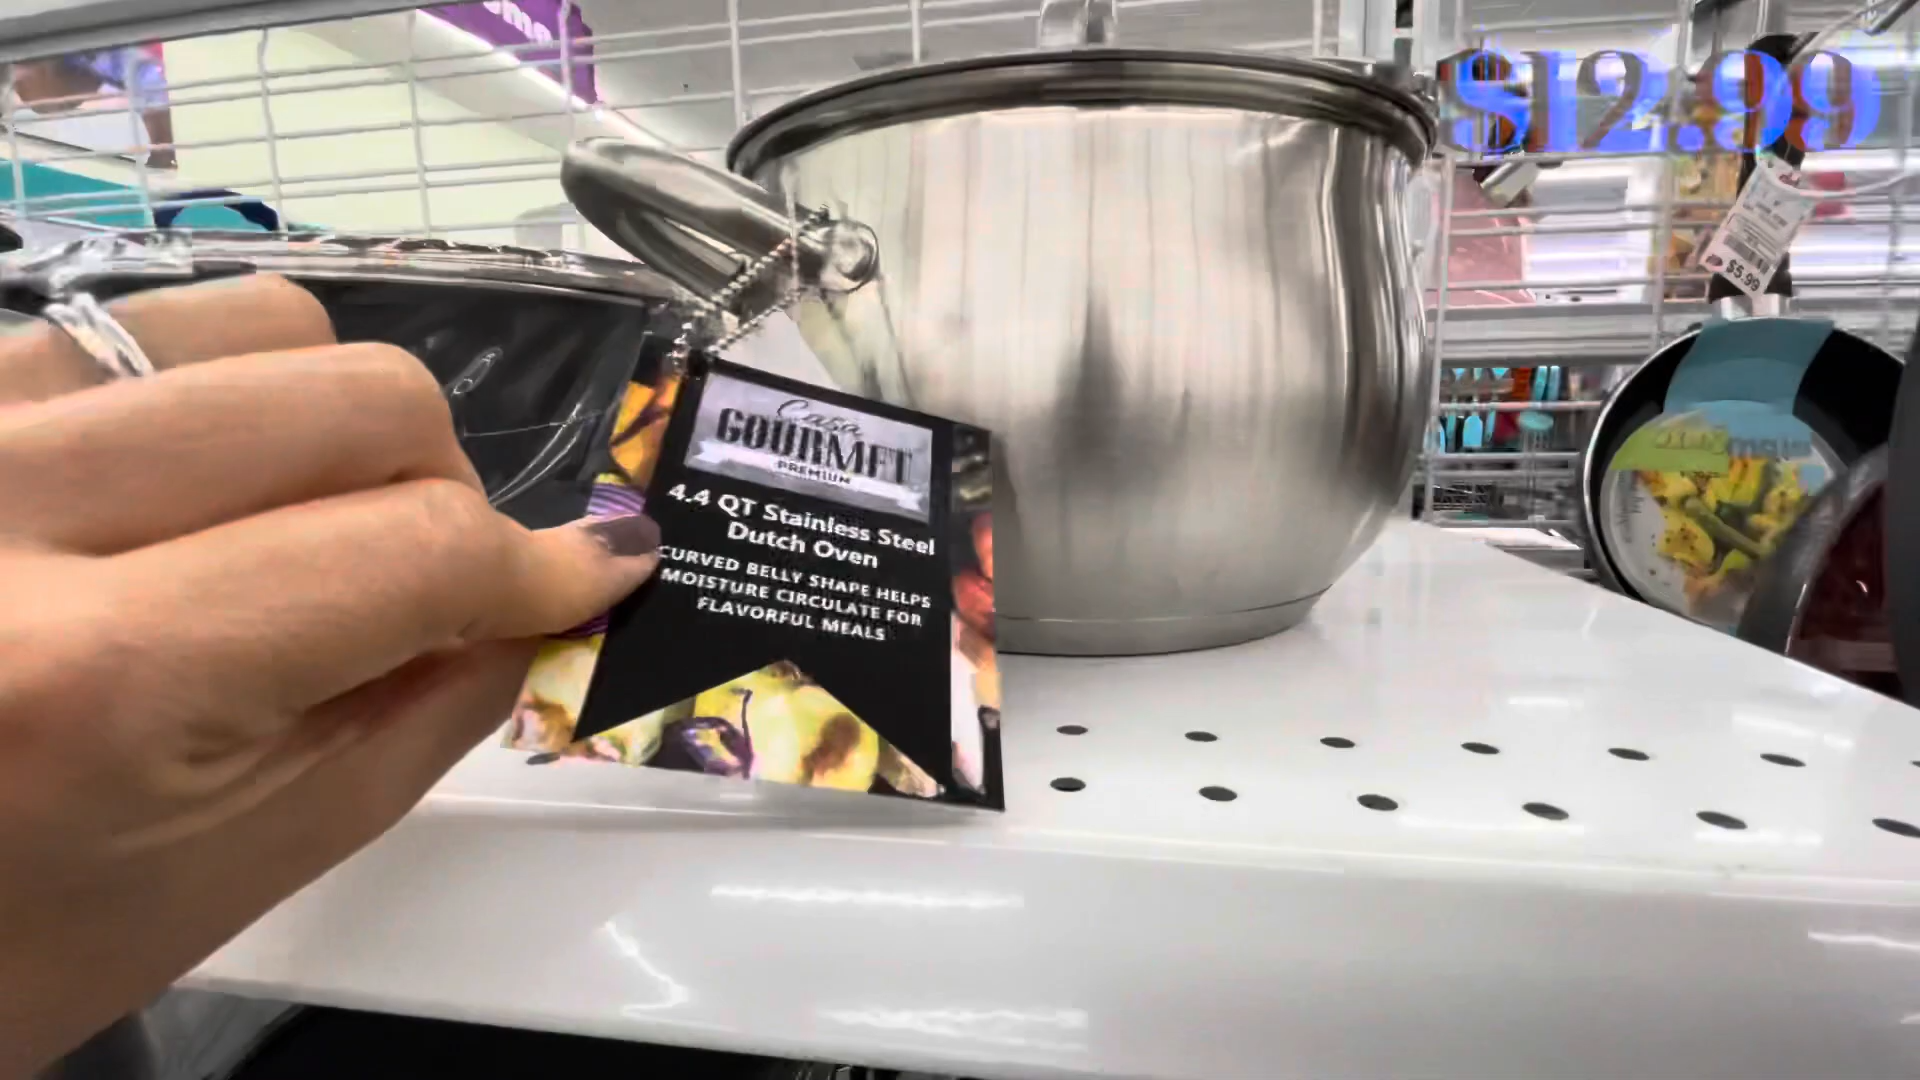 $12.99
$5.99
Casa
GOURMET
PREMIUM
4.4 QT Stainless Steel
Dutch Oven
CURVED BELLY SHAPE HELPS
MOISTURE CIRCULATE FOR
FLAVORFUL MEALS